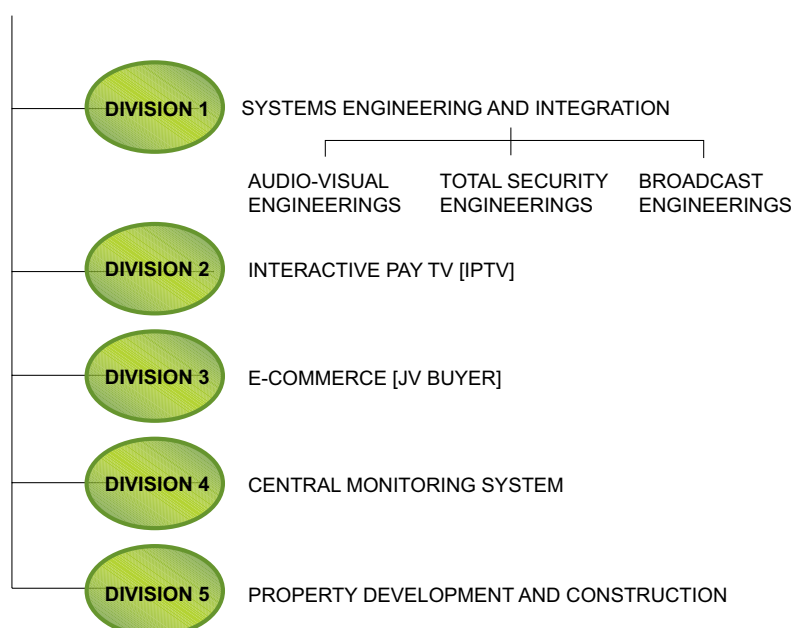 DIVISION 1
SYSTEMS ENGINEERING AND INTEGRATION
AUDIO-VISUAL
ENGINEERINGS
TOTAL SECURITY
ENGINEERINGS
BROADCAST
ENGINEERINGS
DIVISION 2
INTERACTIVE PAY TV [IPTV]
DIVISION 3
E-COMMERCE [JV BUYER]
DIVISION 4
CENTRAL MONITORING SYSTEM
DIVISION 5
PROPERTY DEVELOPMENT AND CONSTRUCTION